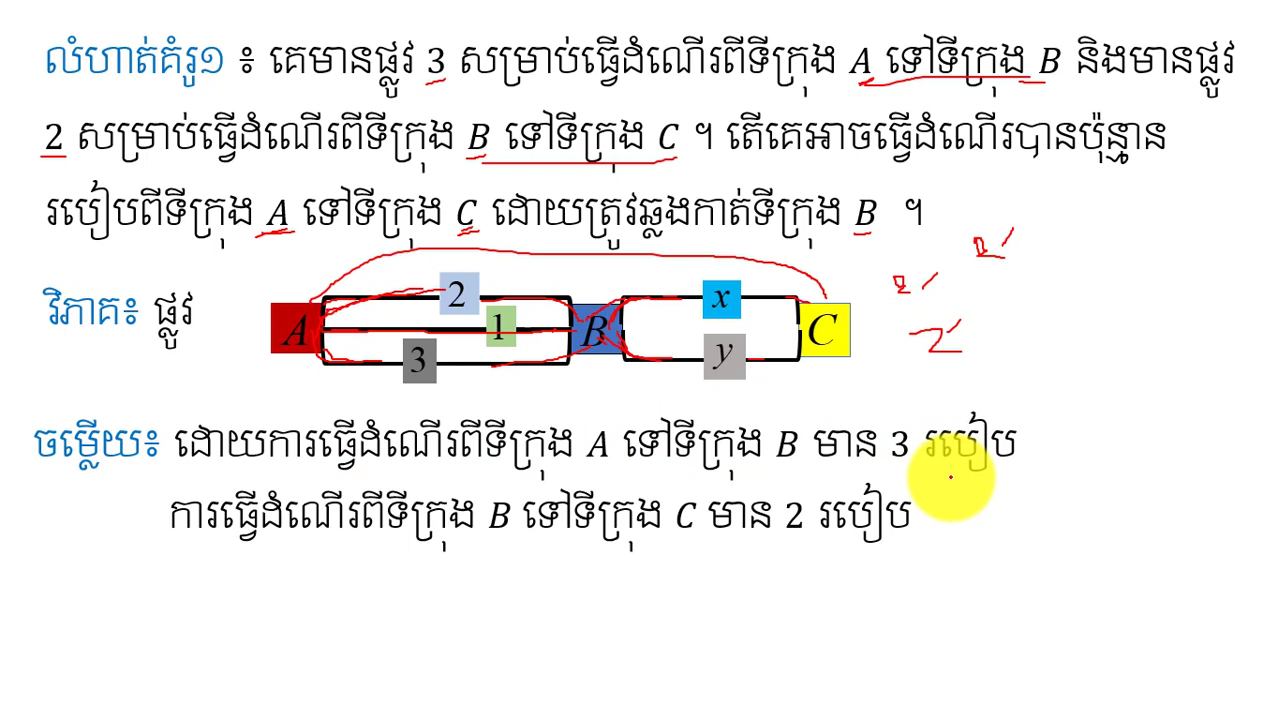 លំហាត់គំរូ១ ៖ គេមានផ្លូវ 3 សម្រាប់ធ្វើដំណើរពីទីក្រុង A ទៅទីក្រុង B និងមានផ្លូវ
2 សម្រាប់ធ្វើដំណើរពីទីក្រុង B ទៅទីក្រុង C ។ តើគេអាចធ្វើដំណើរបានប៉ុន្មាន
របៀបពីទីក្រុង A ទៅទីក្រុង C ដោយត្រូវឆ្លងកាត់ទីក្រុង B ។
វិភាគ៖ ផ្លូវ
2 x
A 1 B C
3 y
ចម្លើយ៖ ដោយការធ្វើដំណើរពីទីក្រុង A ទៅទីក្រុង B មាន 3 របៀប
ការធ្វើដំណើរពីទីក្រុង B ទៅទីក្រុង C មាន 2 របៀប